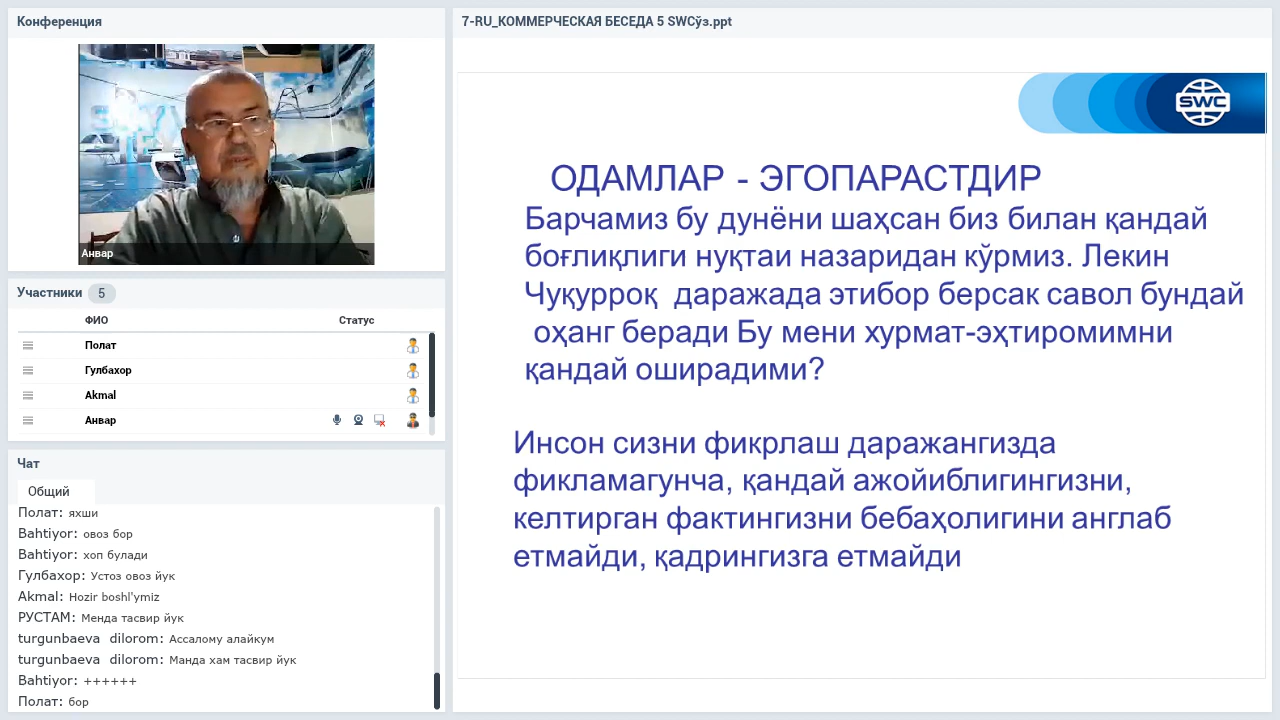 Конференция
Анвар
Участники 5
ФИО Статус
Полат
Гулбахор
Akmal
Анвар
Чат
Общий
Полат: яхши
Bahtiyor: овоз бор
Bahtiyor: хоп булади
Гулбахор: Устоз овоз йук
Akmal: Hozir boshl'ymiz
РУСТАМ: Менда тасвир йук
turgunbaeva dilorom: Ассалому алайкум
turgunbaeva dilorom: Манда хам тасвир йук
Bahtiyor: ++++++
Полат: бор
7-RU_КОММЕРЧЕСКАЯ БЕСЕДА 5 SWCўз.ppt
SWC
ОДАМЛАР - ЭГОПАРАСТДИР
Барчамиз бу дунёни шаҳсан биз билан қандай
боғлиқлиги нуқтаи назаридан кўрмиз. Лекин
Чуқурроқ даражада этибор берсак савол бундай
оҳанг беради Бу мени хурмат-эҳтиромимни
қандай оширадими?
Инсон сизни фикрлаш даражангизда
фикламагунча, қандай ажойиблигингизни,
келтирган фактингизни бебаҳолигини англаб
етмайди, қадрингизга етмайди